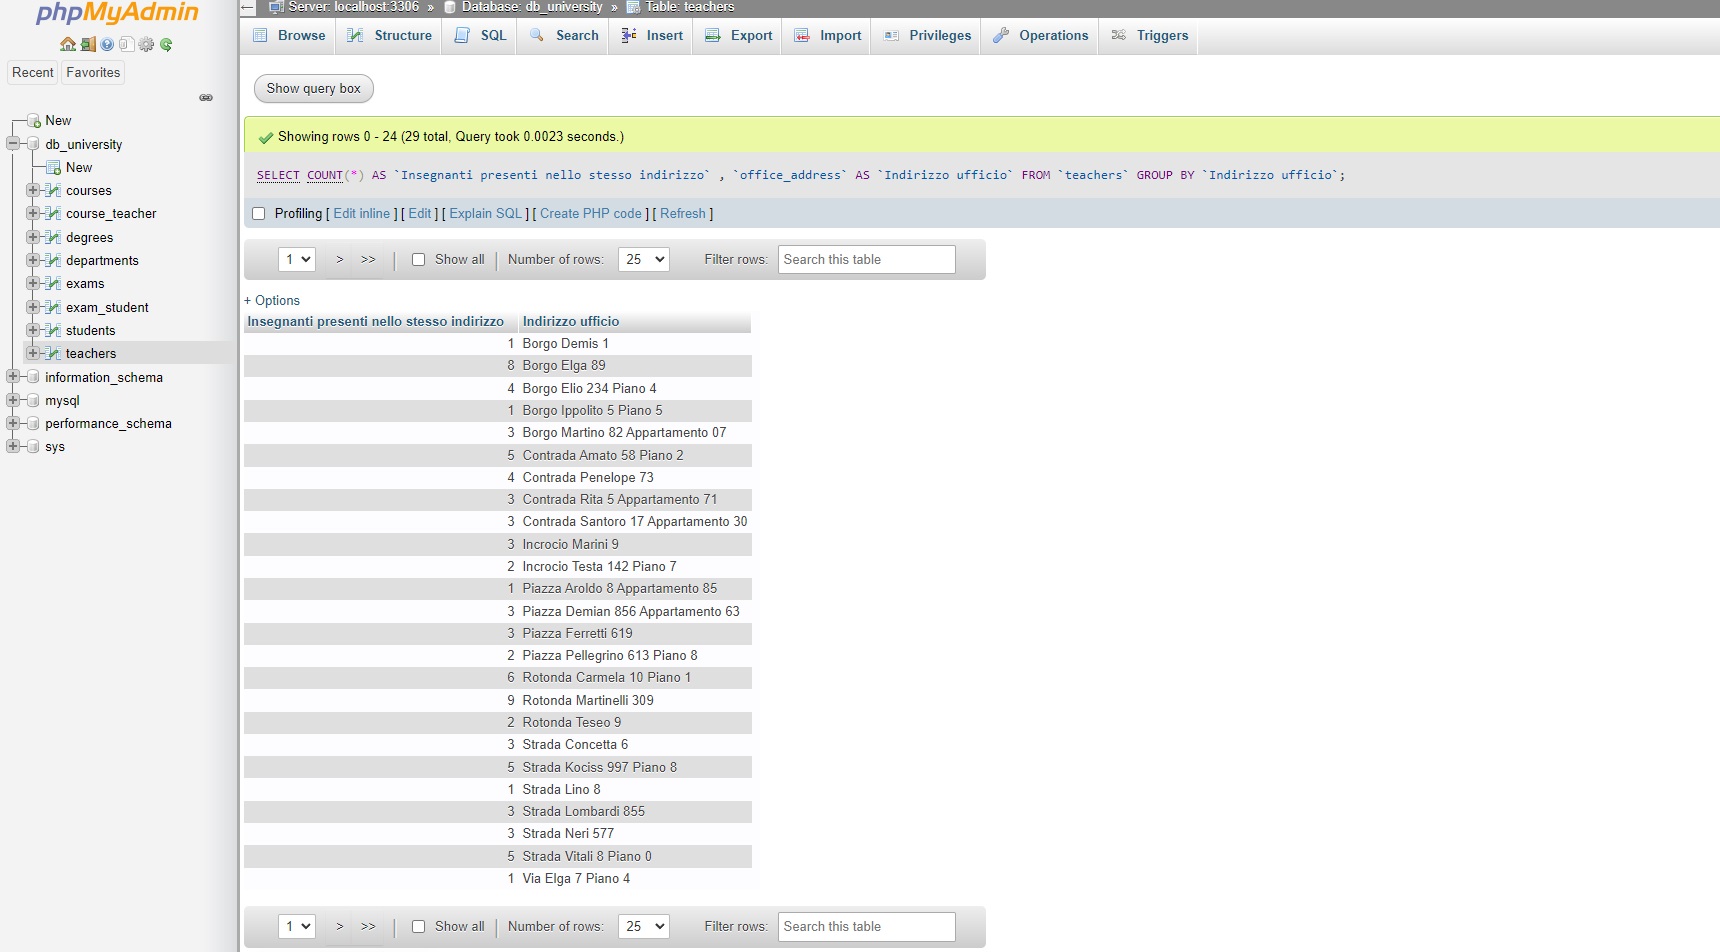 phpMyAdmin
Recent Favorites
New
db_university
New
courses
course_teacher
degrees
departments
exams
exam_student
students
teachers
information_schema
mysql
performance_schema
sys
Server: localhost:3306 » Database: db_university » Table: teachers
Browse Structure SQL Search Insert Export Import Privileges Operations Triggers
Show query box
Showing rows 0 - 24 (29 total, Query took 0.0023 seconds.)
SELECT COUNT(*) AS `Insegnanti presenti nello stesso indirizzo` , `office_address` AS `Indirizzo ufficio` FROM `teachers` GROUP BY `Indirizzo ufficio`;
Profiling [ Edit inline ] [ Edit ] [ Explain SQL ] [ Create PHP code ] [ Refresh ]
1 > >> | Show all | Number of rows: 25 Filter rows: Search this table
+ Options
Insegnanti presenti nello stesso indirizzo Indirizzo ufficio
1 Borgo Demis 1
8 Borgo Elga 89
4 Borgo Elio 234 Piano 4
1 Borgo Ippolito 5 Piano 5
3 Borgo Martino 82 Appartamento 07
5 Contrada Amato 58 Piano 2
4 Contrada Penelope 73
3 Contrada Rita 5 Appartamento 71
3 Contrada Santoro 17 Appartamento 30
3 Incrocio Marini 9
2 Incrocio Testa 142 Piano 7
1 Piazza Aroldo 8 Appartamento 85
3 Piazza Demian 856 Appartamento 63
3 Piazza Ferretti 619
2 Piazza Pellegrino 613 Piano 8
6 Rotonda Carmela 10 Piano 1
9 Rotonda Martinelli 309
2 Rotonda Teseo 9
3 Strada Concetta 6
5 Strada Kociss 997 Piano 8
1 Strada Lino 8
3 Strada Lombardi 855
3 Strada Neri 577
5 Strada Vitali 8 Piano 0
1 Via Elga 7 Piano 4
1 > >> | Show all | Number of rows: 25 Filter rows: Search this table